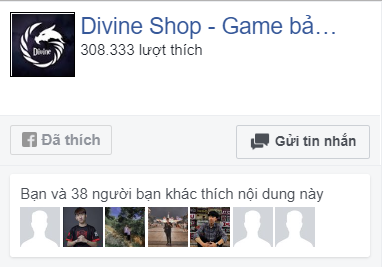 Divine Shop - Game bả…
308.333 lượt thích
Divine
Đã thích
Gửi tin nhắn
Bạn và 38 người bạn khác thích nội dung này